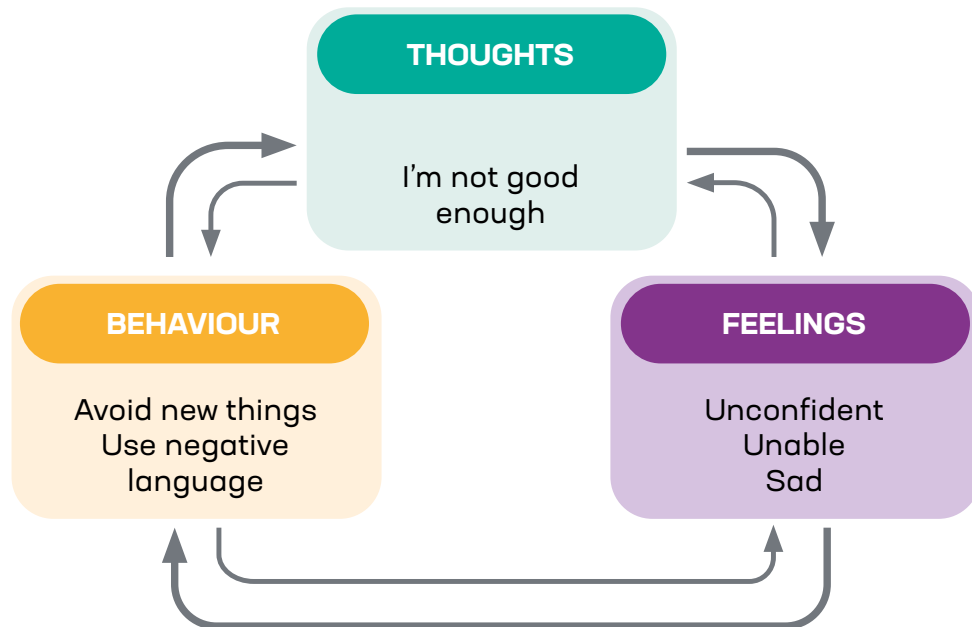 THOUGHTS
I’m not good
enough
BEHAVIOUR
Avoid new things
Use negative
language
FEELINGS
Unconfident
Unable
Sad